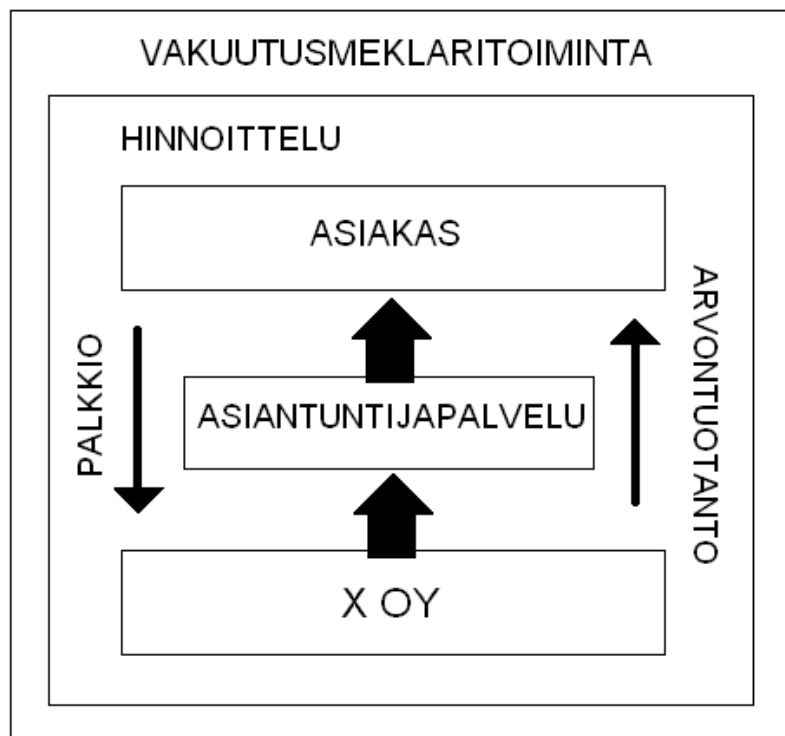 VAKUUTUSMEKLARITOIMINTA
HINNOITTELU
ASIAKAS
PALKKIO
ARVONTUOTANTO
ASIANTUNTIJAPALVELU
X OY